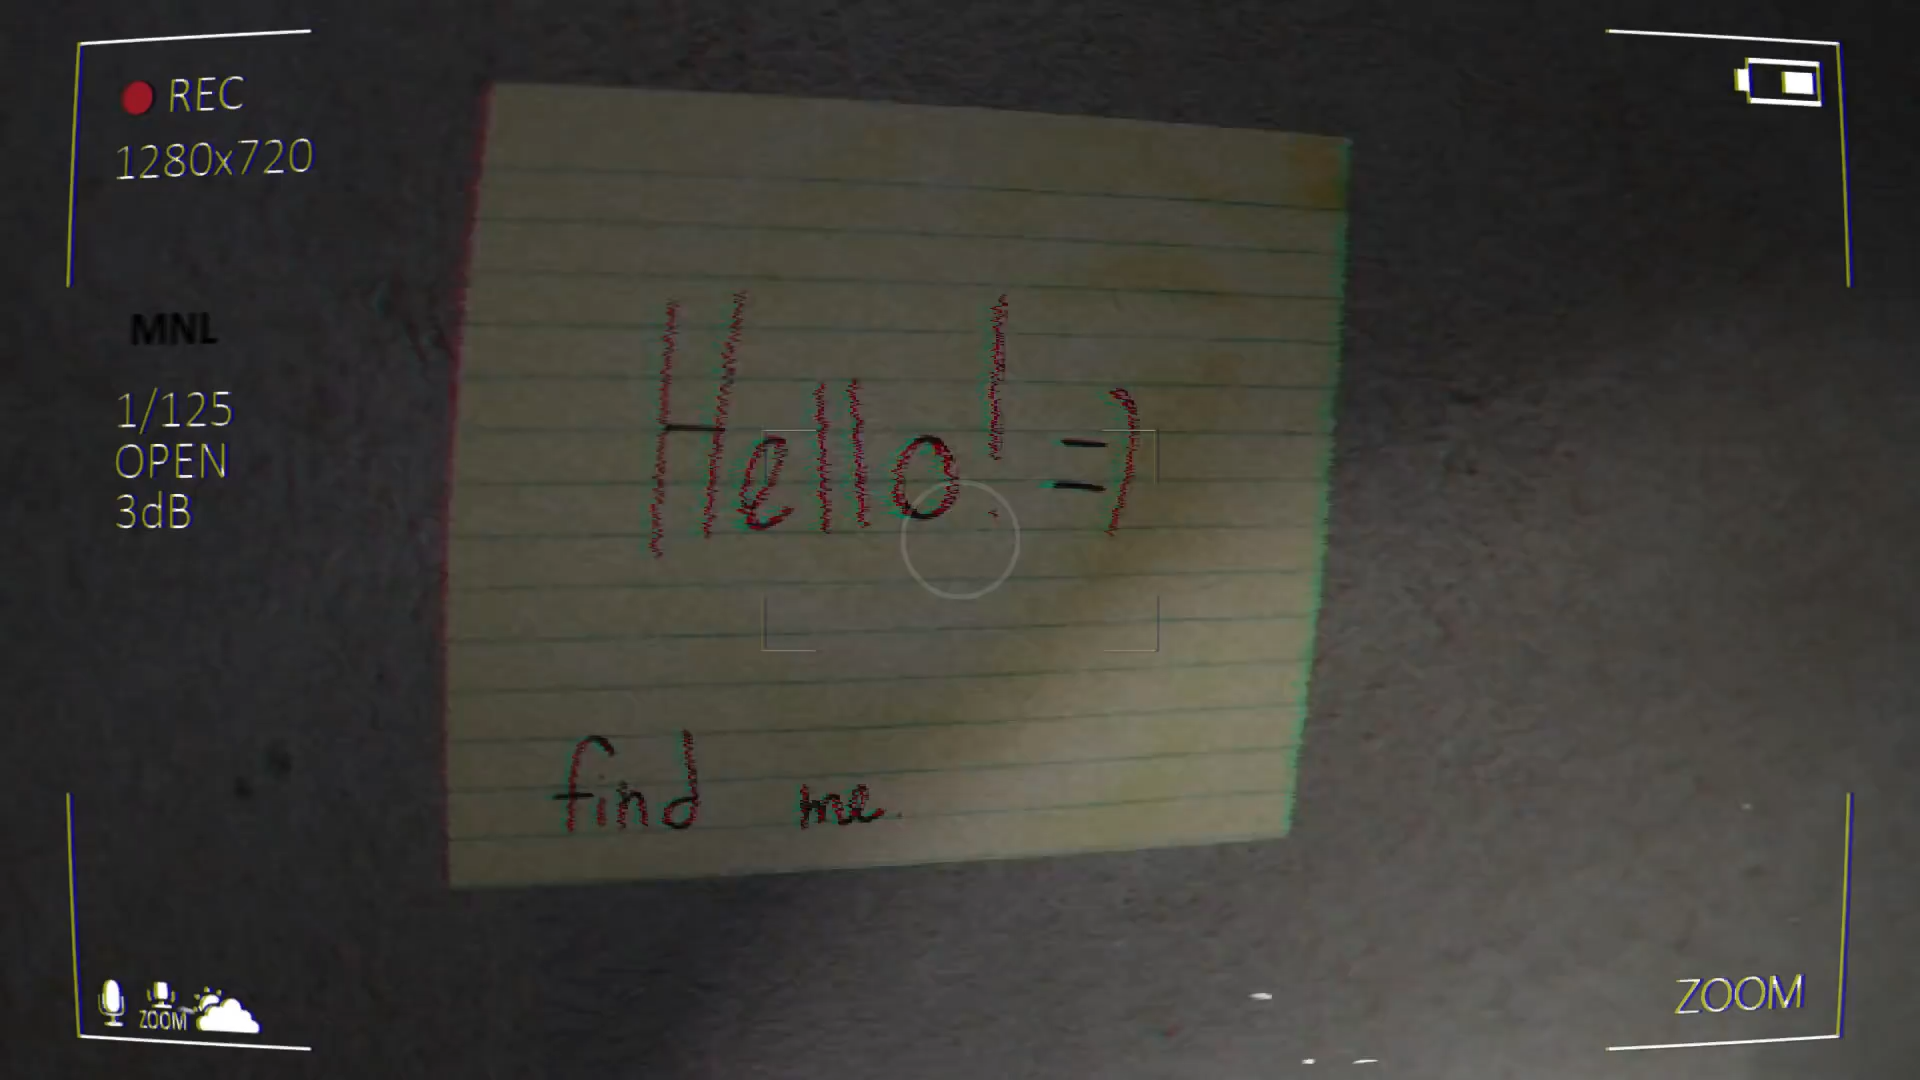 REC
1280x720
MNL
1/125
OPEN
3dB
Hello! =)
find me.
ZOOM
ZOOM